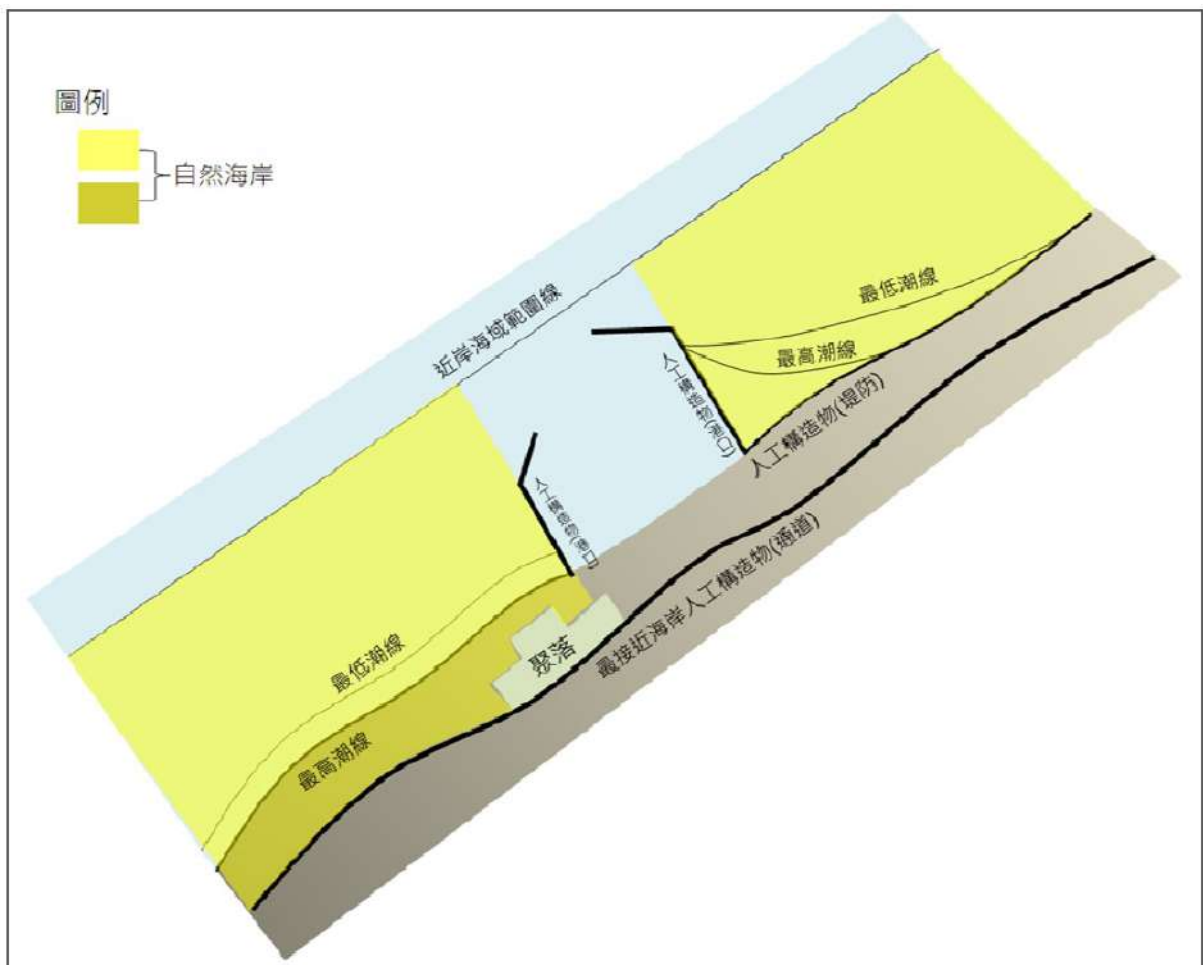 圖例
自然海岸
近岸海域範圍線
最低潮線
最高潮線
人工構造物(港口)
人工構造物(堤防)
人工構造物(港口)
最接近海岸人工構造物(通道)
聚落
最低潮線
最高潮線